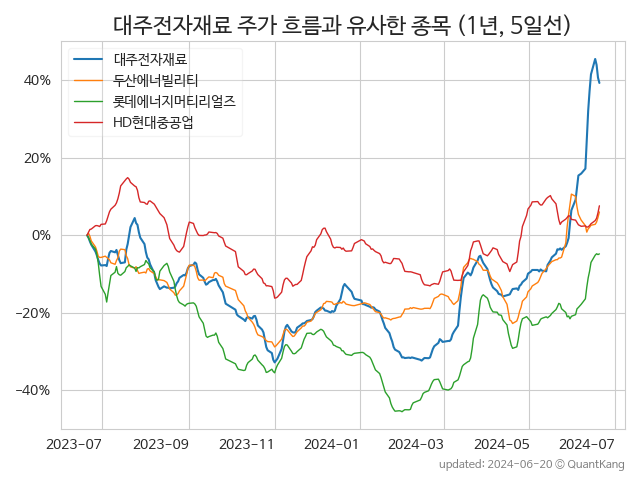 대주전자재료 주가 흐름과 유사한 종목 (1년, 5일선)
대주전자재료
두산에너빌리티
롯데에너지머티리얼즈
HD현대중공업
40%
20%
0%
−20%
−40%
2023-07 2023-09 2023-11 2024-01 2024-03 2024-05 2024-07
updated: 2024-06-20 © QuantKang